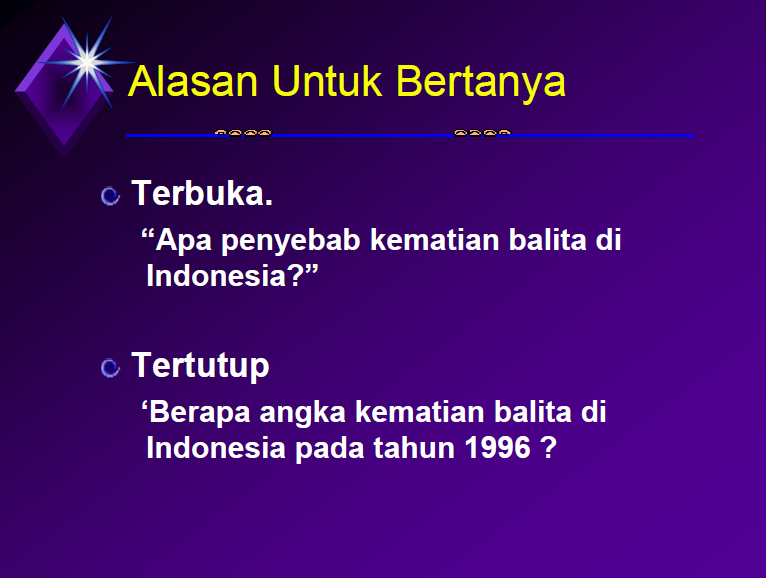 Alasan Untuk Bertanya
Terbuka.
“Apa penyebab kematian balita di
Indonesia?”
Tertutup
‘Berapa angka kematian balita di
Indonesia pada tahun 1996 ?